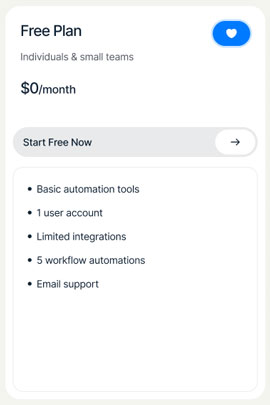 Free Plan
Individuals & small teams
$0/month
Start Free Now
Basic automation tools
1 user account
Limited integrations
5 workflow automations
Email support